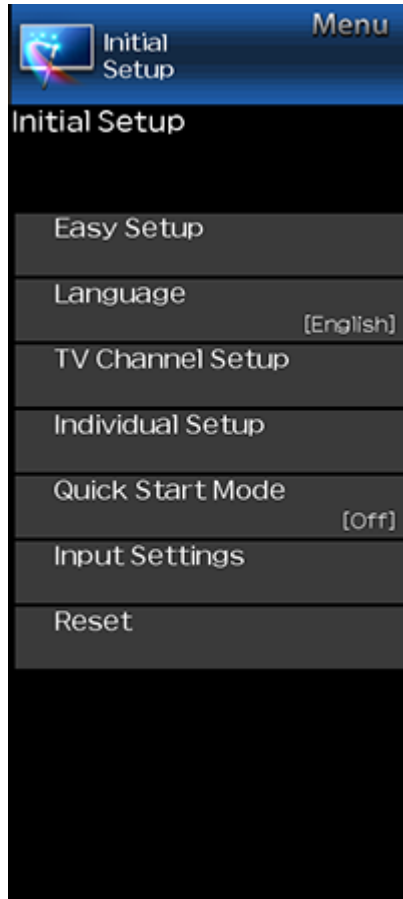 Menu
Initial
Setup
Initial Setup
Easy Setup
Language
[English]
TV Channel Setup
Individual Setup
Quick Start Mode
[Off]
Input Settings
Reset